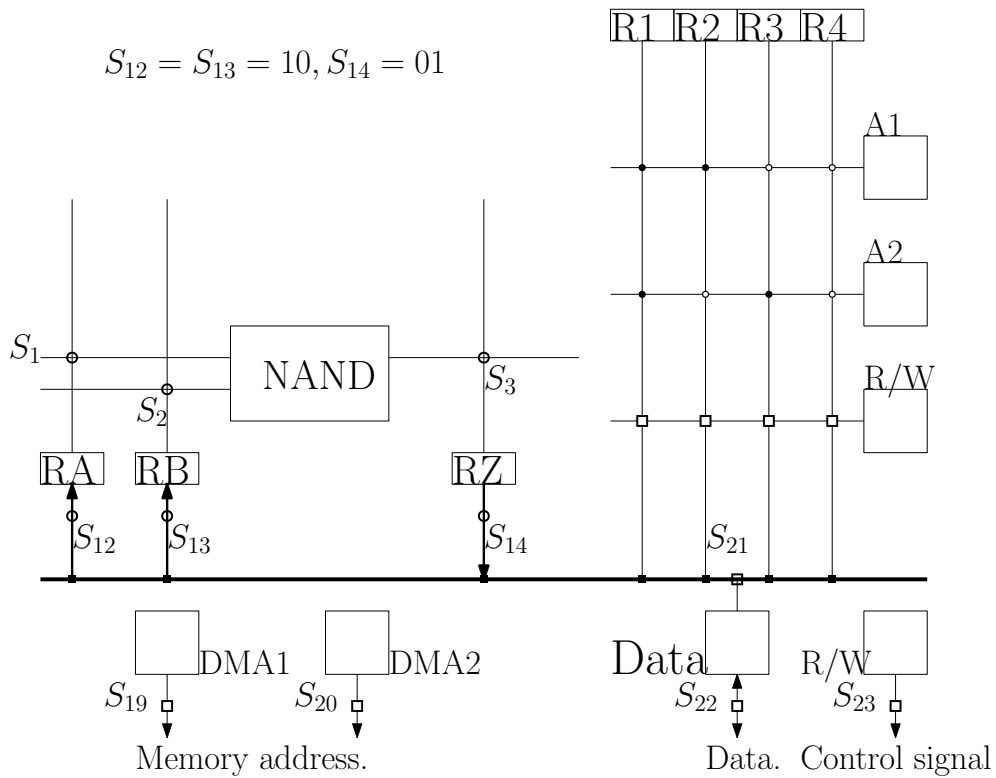 R1 R2 R3 R4
S₁₂ = S₁₃ = 10, S₁₄ = 01
A1
A2
S₁
NAND
S₃
R/W
S₂
RA RB RZ
S₁₂ S₁₃ S₁₄ S₂₁
DMA1 DMA2 Data R/W
S₁₉ S₂₀ S₂₂ S₂₃
Memory address. Data. Control signal